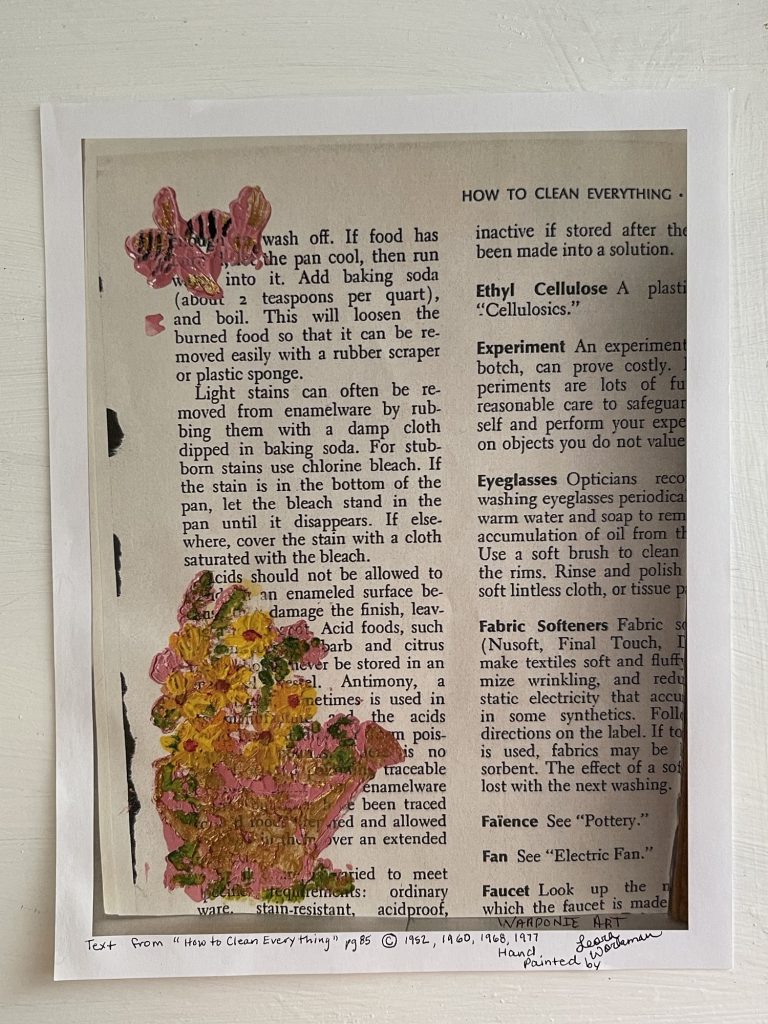 HOW TO CLEAN EVERYTHING •
wash off. If food has
the pan cool, then run
into it. Add baking soda
(about 2 teaspoons per quart),
and boil. This will loosen the
burned food so that it can be re-
moved easily with a rubber scraper
or plastic sponge.
Light stains can often be re-
moved from enamelware by rub-
bing them with a damp cloth
dipped in baking soda. For stub-
born stains use chlorine bleach. If
the stain is in the bottom of the
pan, let the bleach stand in the
pan until it disappears. If else-
where, cover the stain with a cloth
saturated with the bleach.
Acids should not be allowed to
an enameled surface be-
damage the finish, leav-
Acid foods, such
and citrus
never be stored in an
Antimony, a
is used in
the acids
pois-
is no
traceable
enamelware
been traced
and allowed
over an extended
to meet
requirements: ordinary
ware, stain-resistant, acidproof,
inactive if stored after the
been made into a solution.
Ethyl Cellulose A plasti
"Cellulosics."
Experiment An experiment
botch, can prove costly.
periments are lots of fu
reasonable care to safeguar
self and perform your expe
on objects you do not value
Eyeglasses Opticians reco
washing eyeglasses periodica
warm water and soap to rem
accumulation of oil from th
Use a soft brush to clean
the rims. Rinse and polish
soft lintless cloth, or tissue p
Fabric Softeners Fabric so
(Nusoft, Final Touch, D
make textiles soft and fluffy
mize wrinkling, and redu
static electricity that accu
in some synthetics. Follo
directions on the label. If to
is used, fabrics may be
sorbent. The effect of a sof
lost with the next washing.
Faïence See "Pottery."
Fan See "Electric Fan."
Faucet Look up the m
which the faucet is made
WARDONIE ART
Text from "How to Clean Everything" pg 85 © 1952, 1960, 1968, 1977
Hand
Painted by
Workman